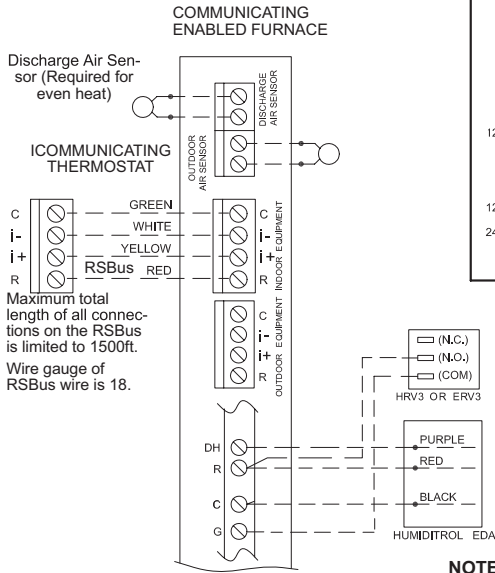 COMMUNICATING
ENABLED FURNACE
Discharge Air Sen-
sor (Required for
even heat)
DISCHARGE
AIR SENSOR
OUTDOOR
AIR SENSOR
ICOMMUNICATING
THERMOSTAT
C
i-
i+
R
GREEN
WHITE
YELLOW
RSBus RED
C
i-
i+
R
INDOOR EQUIPMENT
Maximum total
length of all connec-
tions on the RSBus
is limited to 1500ft.
Wire gauge of
RSBus wire is 18.
C
i-
i+
R
OUTDOOR EQUIPMENT
(N.C.)
(N.O.)
(COM)
HRV3 OR ERV3
DH
R
C
G
PURPLE
RED
BLACK
HUMIDITROL EDA
12
12
24
NOTE